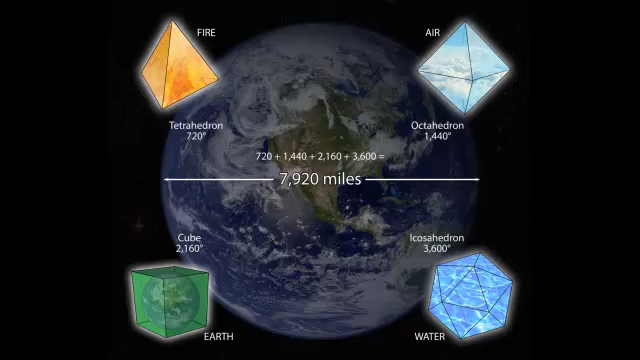 FIRE
AIR
Tetrahedron
720°
Octahedron
1,440°
720 + 1,440 + 2,160 + 3,600 =
7,920 miles
Cube
2,160°
Icosahedron
3,600°
EARTH
WATER